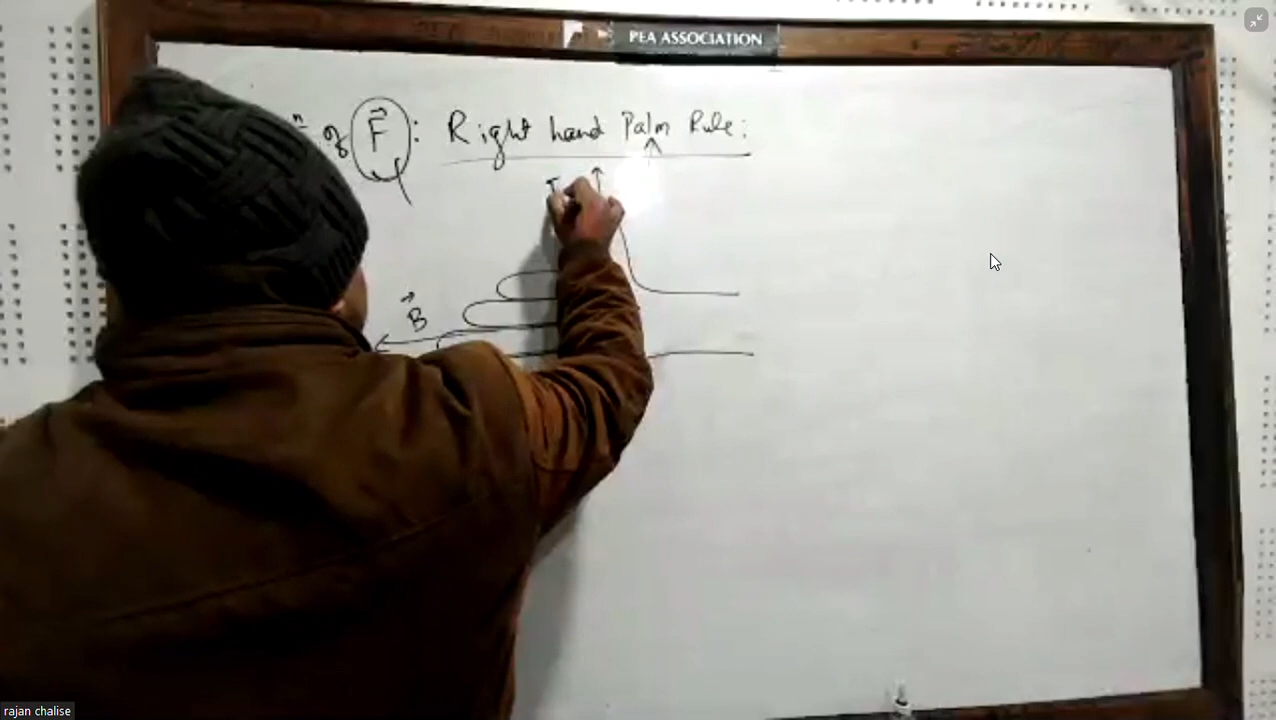 PEA ASSOCIATION
of F⃗ : Right hand Palm Rule:
B⃗
rajan chalise